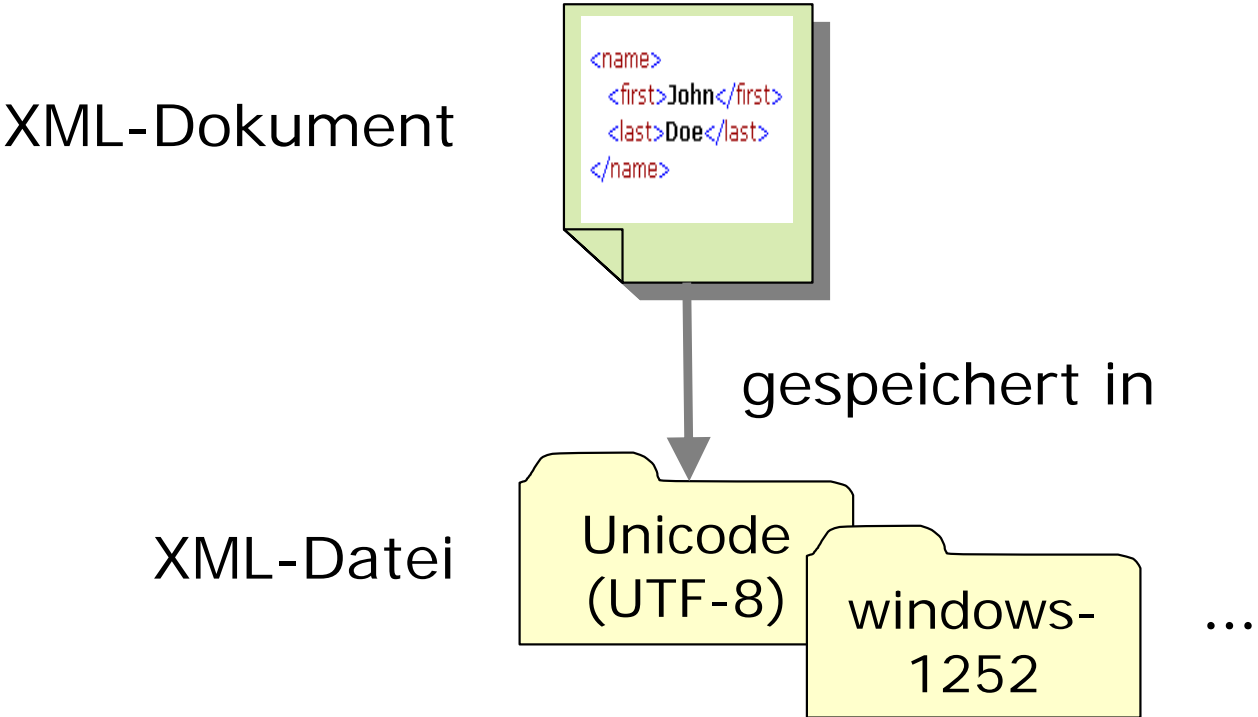 XML-Dokument
<name>
<first>John</first>
<last>Doe</last>
</name>
gespeichert in
XML-Datei
Unicode
(UTF-8)
windows-
1252
...